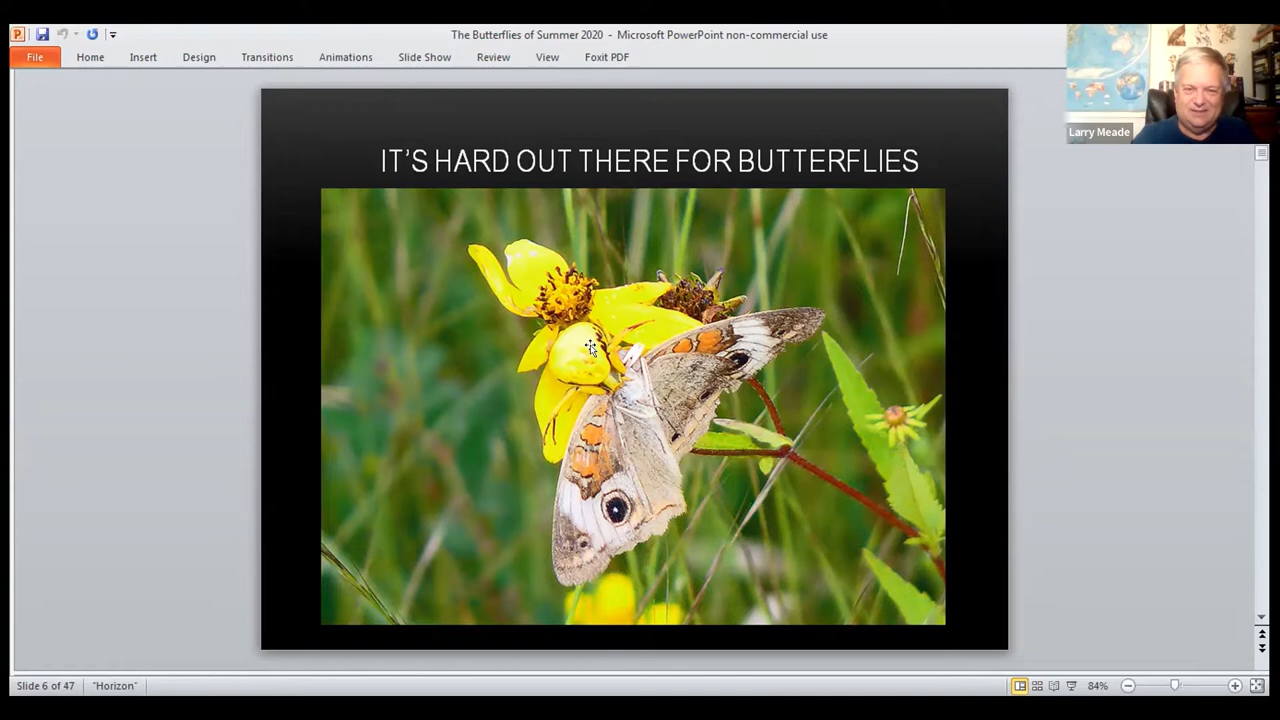 The Butterflies of Summer 2020 - Microsoft PowerPoint non-commercial use
File Home Insert Design Transitions Animations Slide Show Review View Foxit PDF
Larry Meade
IT'S HARD OUT THERE FOR BUTTERFLIES
Slide 6 of 47 "Horizon" 84%